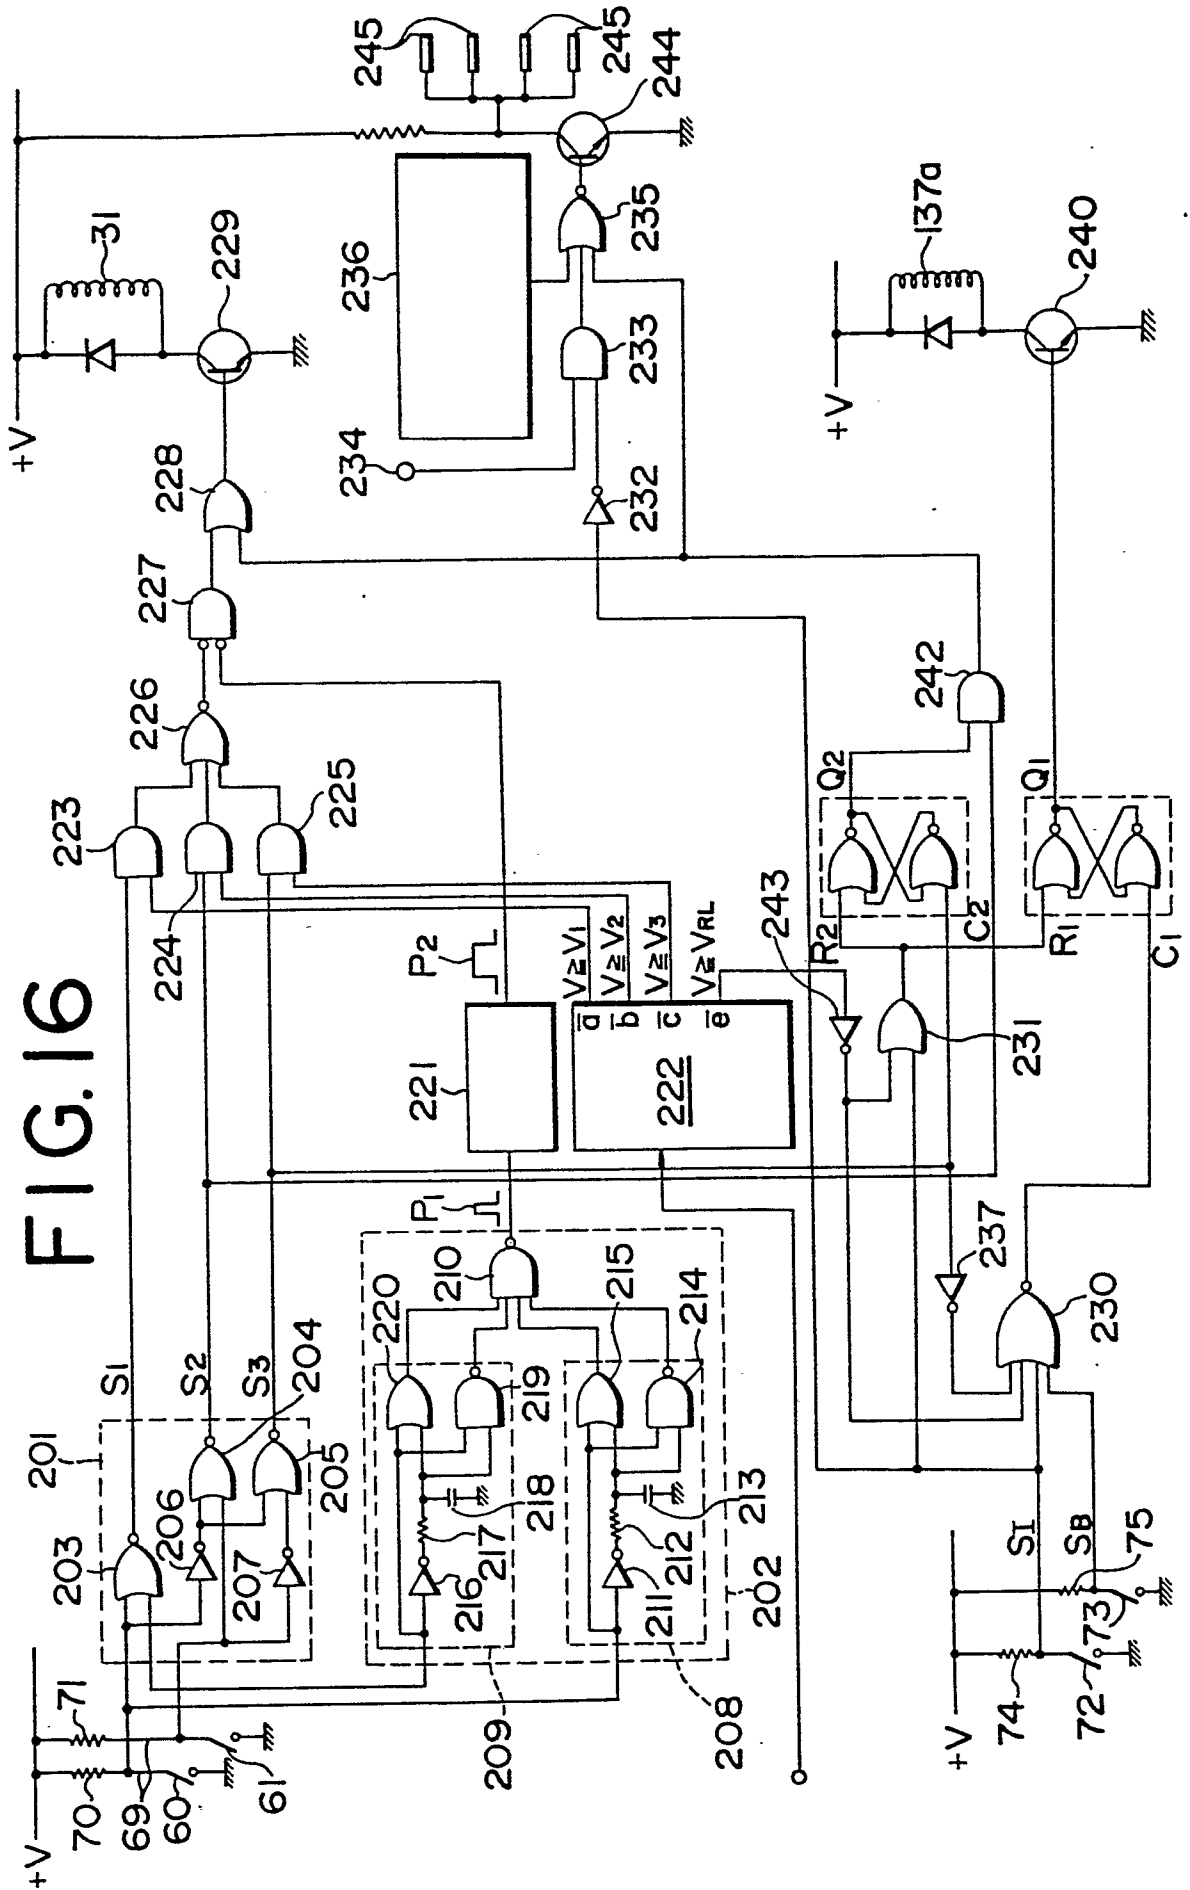 FIG. 16
+V
70
71
69
60
61
201
203
206
207
204
205
S1
S2
S3
223
224
225
226
227
228
229
31
+V
209
208
202
216
217
218
219
220
210
211
212
213
214
215
P1
221
P2
222
a
b
c
e
V≥V1
V≥V2
V≥V3
V≥VRL
234
236
232
233
235
244
245
245
243
231
R2
C2
Q2
242
R1
C1
Q1
237
230
+V
74
72
73
75
SI
SB
+V
137a
240